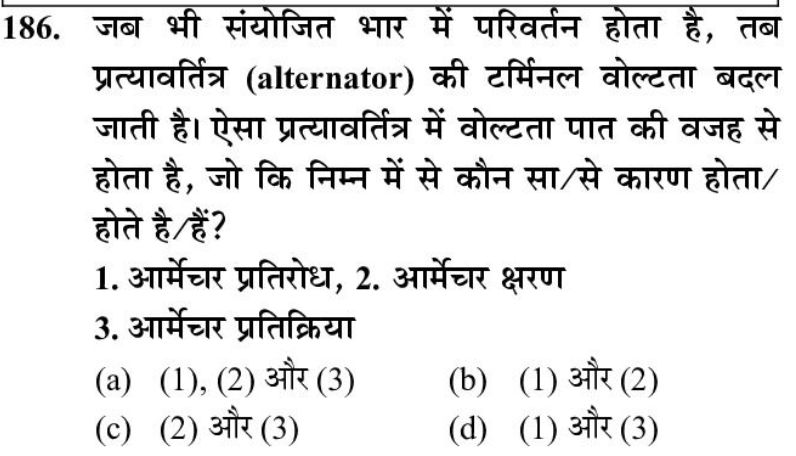 186. जब भी संयोजित भार में परिवर्तन होता है, तब
प्रत्यावर्तित्र (alternator) की टर्मिनल वोल्टता बदल
जाती है। ऐसा प्रत्यावर्तित्र में वोल्टता पात की वजह से
होता है, जो कि निम्न में से कौन सा/से कारण होता/
होते है/हैं?
1. आर्मेचर प्रतिरोध, 2. आर्मेचर क्षरण
3. आर्मेचर प्रतिक्रिया
(a) (1), (2) और (3) (b) (1) और (2)
(c) (2) और (3) (d) (1) और (3)